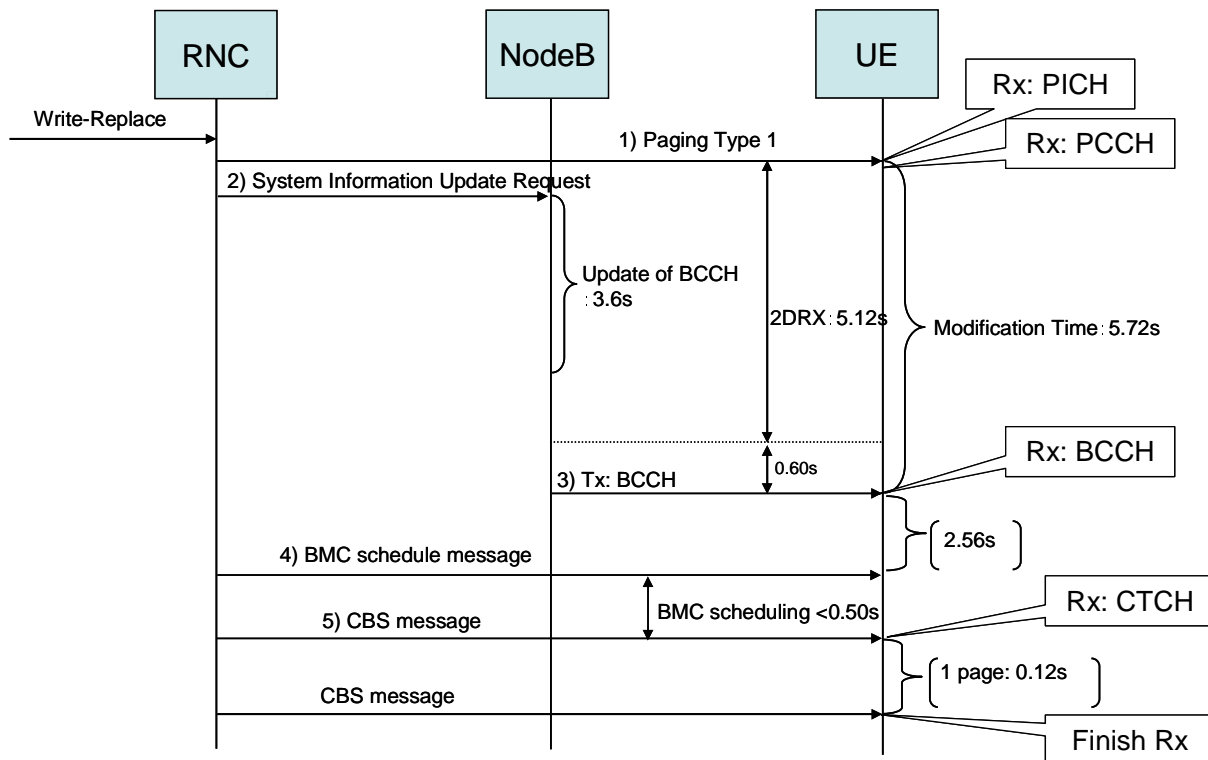 RNC
NodeB
UE
Rx: PICH
Write-Replace
1) Paging Type 1
Rx: PCCH
2) System Information Update Request
Update of BCCH
: 3.6s
2DRX : 5.12s
Modification Time : 5.72s
Rx: BCCH
0.60s
3) Tx: BCCH
2.56s
4) BMC schedule message
Rx: CTCH
BMC scheduling <0.50s
5) CBS message
1 page: 0.12s
CBS message
Finish Rx